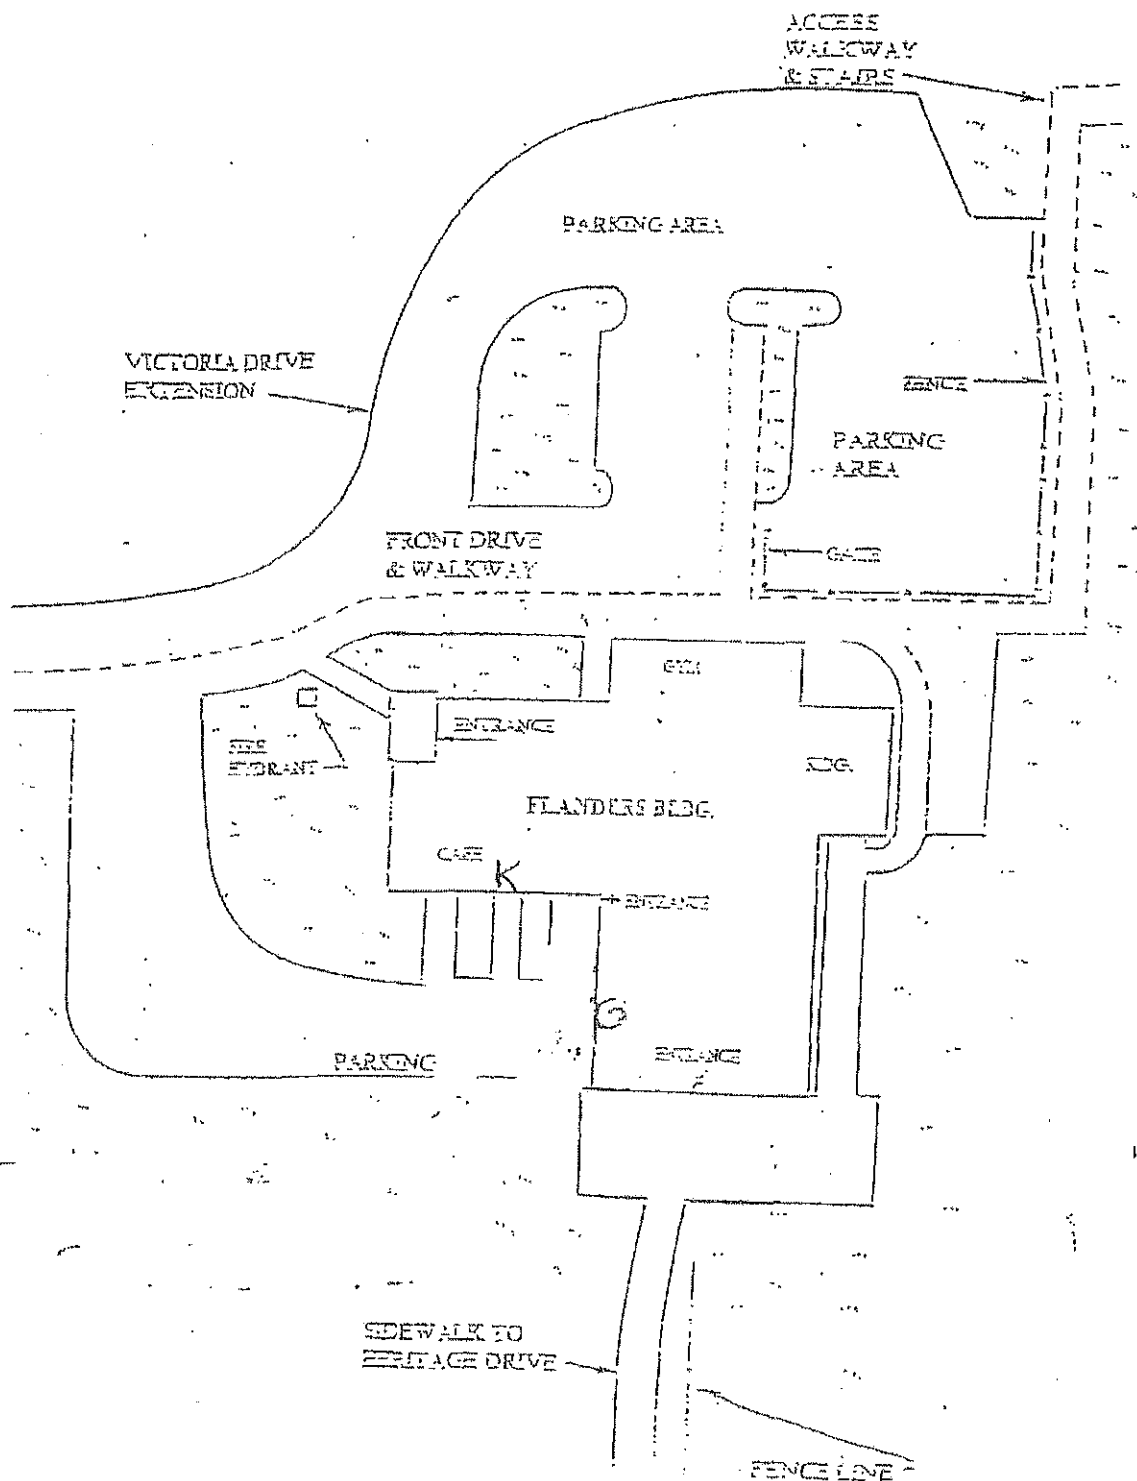 ACCESS
WALKWAY
& STAIRS
PARKING AREA
VICTORIA DRIVE
EXTENSION
FENCE
PARKING
AREA
FRONT DRIVE
& WALKWAY
GATE
GYM
ENTRANCE
FIRE
HYDRANT
FLANDERS BLDG.
CAFE
K
ENTRANCE
G
ENTRANCE
PARKING
SIDEWALK TO
HERITAGE DRIVE
FENCE LINE